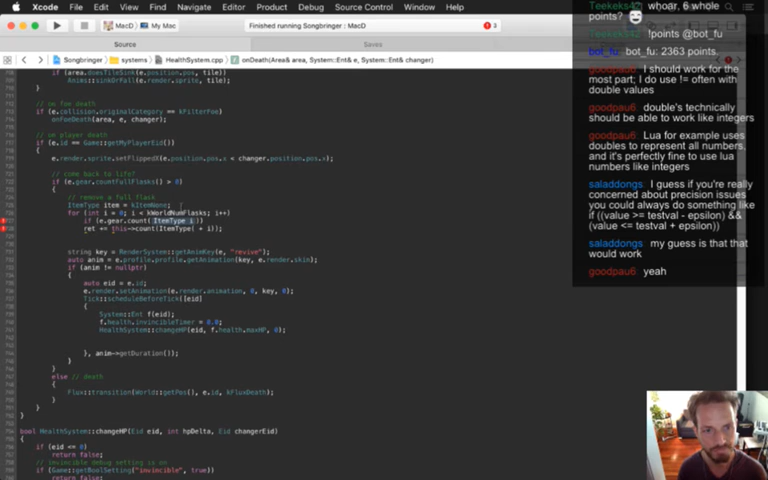 Xcode File Edit View Find Navigate Editor Product Debug Source Control Window Help
MacD My Mac
Finished running Songbringer : MacD
3
Source
Saves
Songbringer systems HealthSystem.cpp onDeath(Area& area, System::Ent& e, System::Ent& changer)
if (area.doesTileSink(e.position.pos, tile))
Anims::sinkOrFall(e.render.sprite, tile);
}
// on foe death
if (e.collision.originalCategory == kFilterFoe)
onFoeDeath(area, e, changer);
// on player death
if (e.id == Game::getMyPlayerEid())
{
e.render.sprite.setFlippedX(e.position.pos.x < changer.position.pos.x);
// come back to life?
if (e.gear.countFullFlasks() > 0)
{
// remove a full flask
ItemType item = kItemNone;
for (int i = 0; i < kWorldNumFlasks; i++)
if (e.gear.count(ItemType i))
ret += this->count(ItemType( + i));
string key = RenderSystem::getAnimKey(e, "revive");
auto anim = e.profile.profile.getAnimation(key, e.render.skin);
if (anim != nullptr)
{
auto eid = e.id;
e.render.setAnimation(e.render.animation, 0, key, 0);
Tick::scheduleBeforeTick([eid]
{
System::Ent f(eid);
f.health.invincibleTimer = 0.0;
HealthSystem::changeHP(eid, f.health.maxHP, 0);
}, anim->getDuration());
}
}
else // death
{
Flux::transition(World::getPos(), e.id, kFluxDeath);
}
}
}
bool HealthSystem::changeHP(Eid eid, int hpDelta, Eid changerEid)
{
if (eid <= 0)
return false;
// invincible debug setting is on
if (Game::getBoolSetting("invincible", true))
return false;
Teekeks42 whoar, 6 whole
points?
Teekeks42 !points @bot_fu
bot_fu: bot_fu: 2363 points.
goodpau6 I should work for the
most part; I do use != often with
double values
goodpau6 double's technically
should be able to work like integers
goodpau6 Lua for example uses
doubles to represent all numbers,
and it's perfectly fine to use lua
numbers like integers
saladdongs I guess if you're really
concerned about precision issues
you could always do something like
if ((value >= testval - epsilon) &&
(value <= testval + epsilon))
saladdongs my guess is that that
would work
goodpau6 yeah